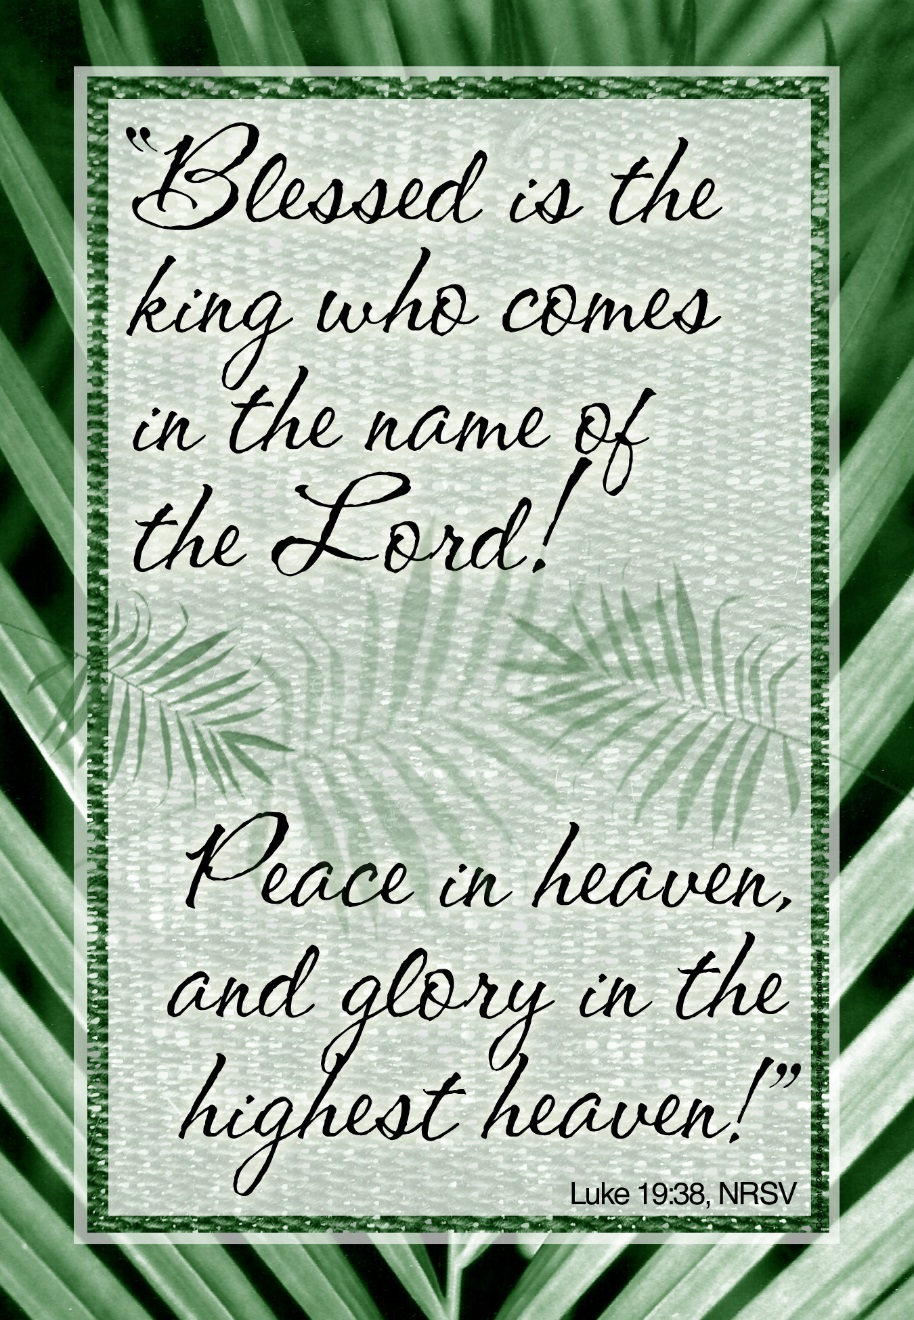 “Blessed is the
king who comes
in the name of
the Lord!
Peace in heaven,
and glory in the
highest heaven!”
Luke 19:38, NRSV